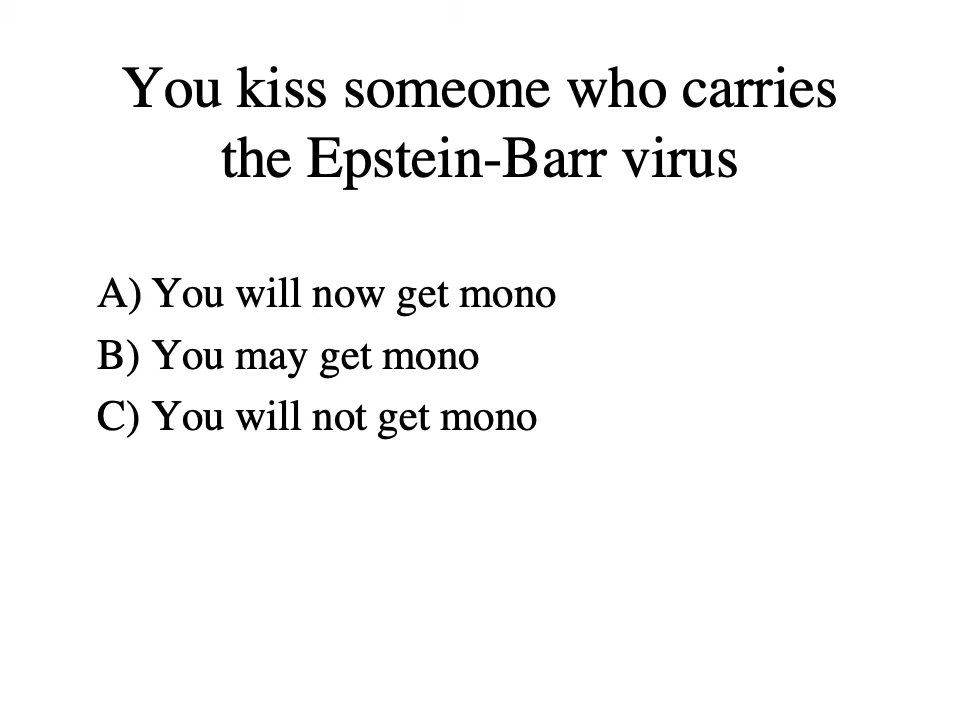 You kiss someone who carries
the Epstein-Barr virus
A) You will now get mono
B) You may get mono
C) You will not get mono